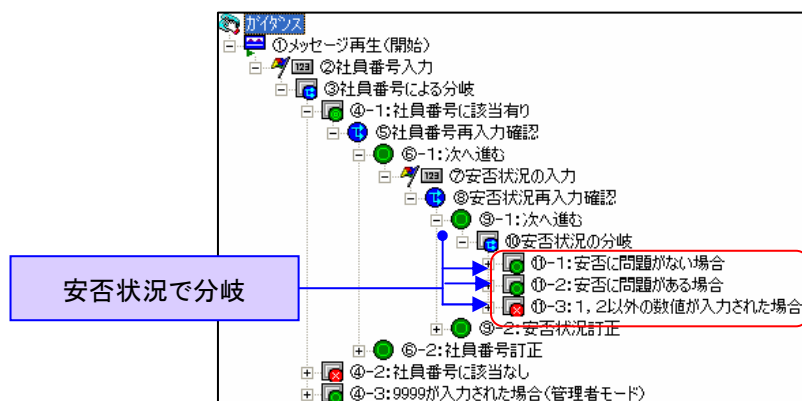 ガイダンス
①メッセージ再生(開始)
②社員番号入力
③社員番号による分岐
④-1:社員番号に該当有り
⑤社員番号再入力確認
⑥-1:次へ進む
⑦安否状況の入力
⑧安否状況再入力確認
⑨-1:次へ進む
⑩安否状況の分岐
⑪-1:安否に問題がない場合
⑪-2:安否に問題がある場合
⑪-3:1,2以外の数値が入力された場合
⑨-2:安否状況訂正
⑥-2:社員番号訂正
④-2:社員番号に該当なし
④-3:9999が入力された場合(管理者モード)
安否状況で分岐